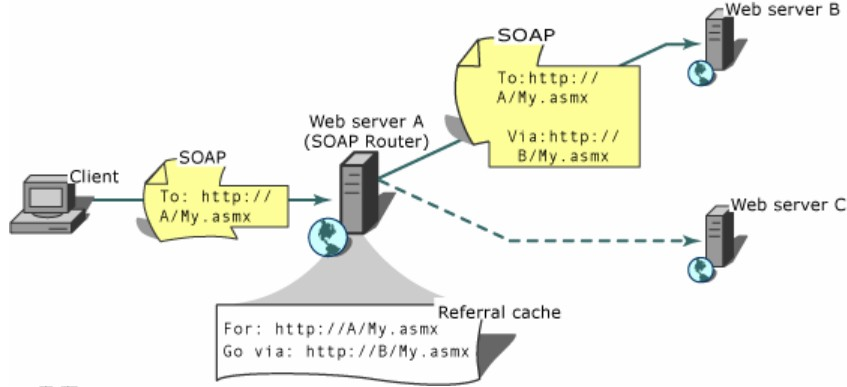 Web server B
SOAP
To:http://
A/My.asmx
Via:http://
B/My.asmx
Web server A
(SOAP Router)
Client
SOAP
To: http://
A/My.asmx
Web server C
Referral cache
For: http://A/My.asmx
Go via: http://B/My.asmx